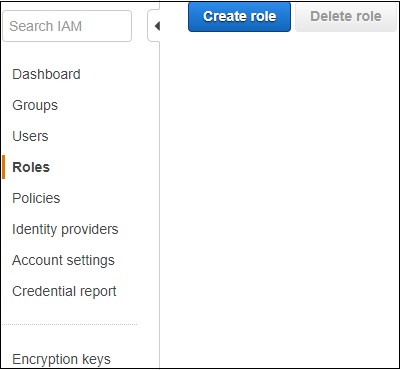 Search IAM
Create role
Delete role
Dashboard
Groups
Users
Roles
Policies
Identity providers
Account settings
Credential report
Encryption keys